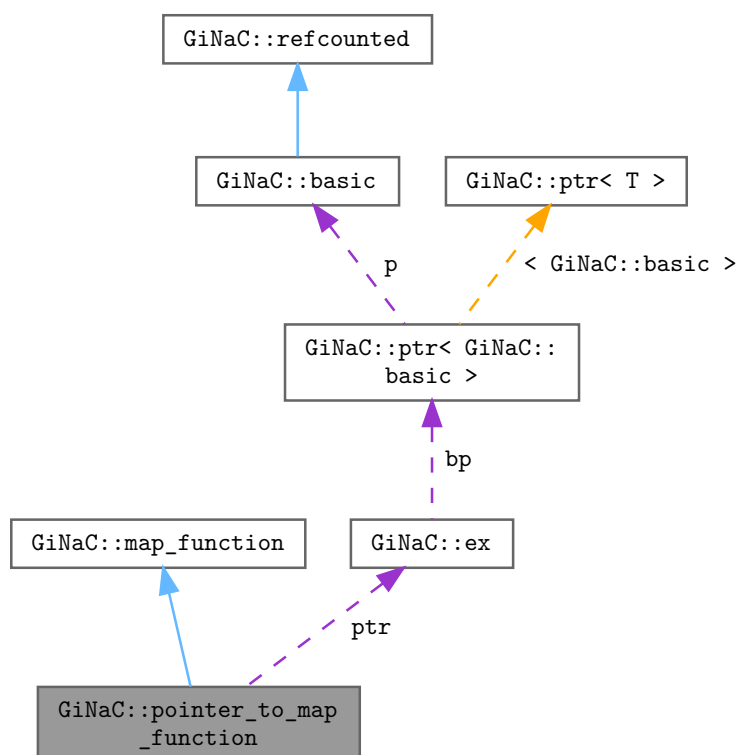 GiNaC::refcounted
GiNaC::basic
GiNaC::ptr< T >
p
< GiNaC::basic >
GiNaC::ptr< GiNaC::
basic >
bp
GiNaC::map_function
GiNaC::ex
ptr
GiNaC::pointer_to_map
_function